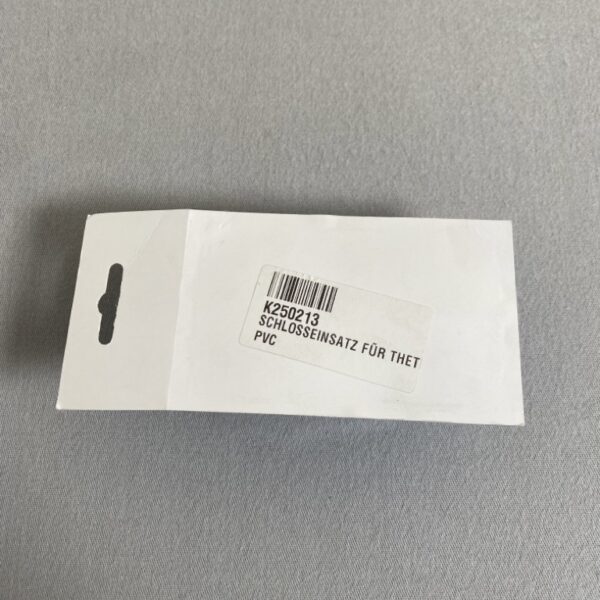 K250213
SCHLOSSEINSATZ FÜR THET
PVC